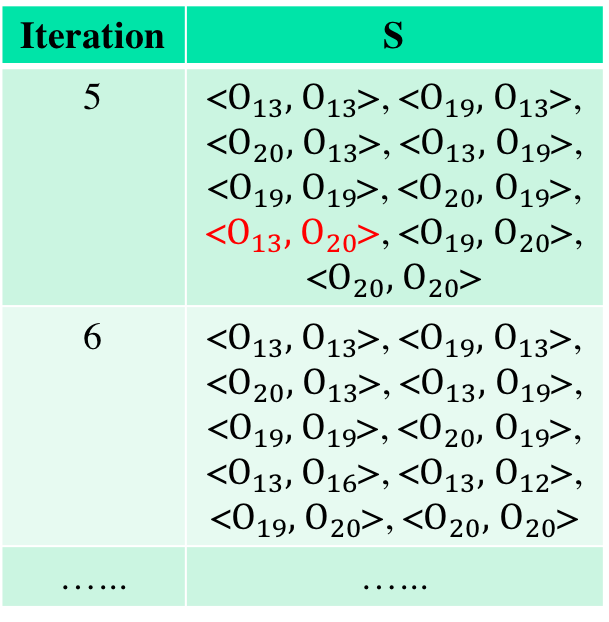 Iteration S
5 <O₁₃, O₁₃>, <O₁₉, O₁₃>,
<O₂₀, O₁₃>, <O₁₃, O₁₉>,
<O₁₉, O₁₉>, <O₂₀, O₁₉>,
<O₁₃, O₂₀>, <O₁₉, O₂₀>,
<O₂₀, O₂₀>
6 <O₁₃, O₁₃>, <O₁₉, O₁₃>,
<O₂₀, O₁₃>, <O₁₃, O₁₉>,
<O₁₉, O₁₉>, <O₂₀, O₁₉>,
<O₁₃, O₁₆>, <O₁₃, O₁₂>,
<O₁₉, O₂₀>, <O₂₀, O₂₀>
…... …...